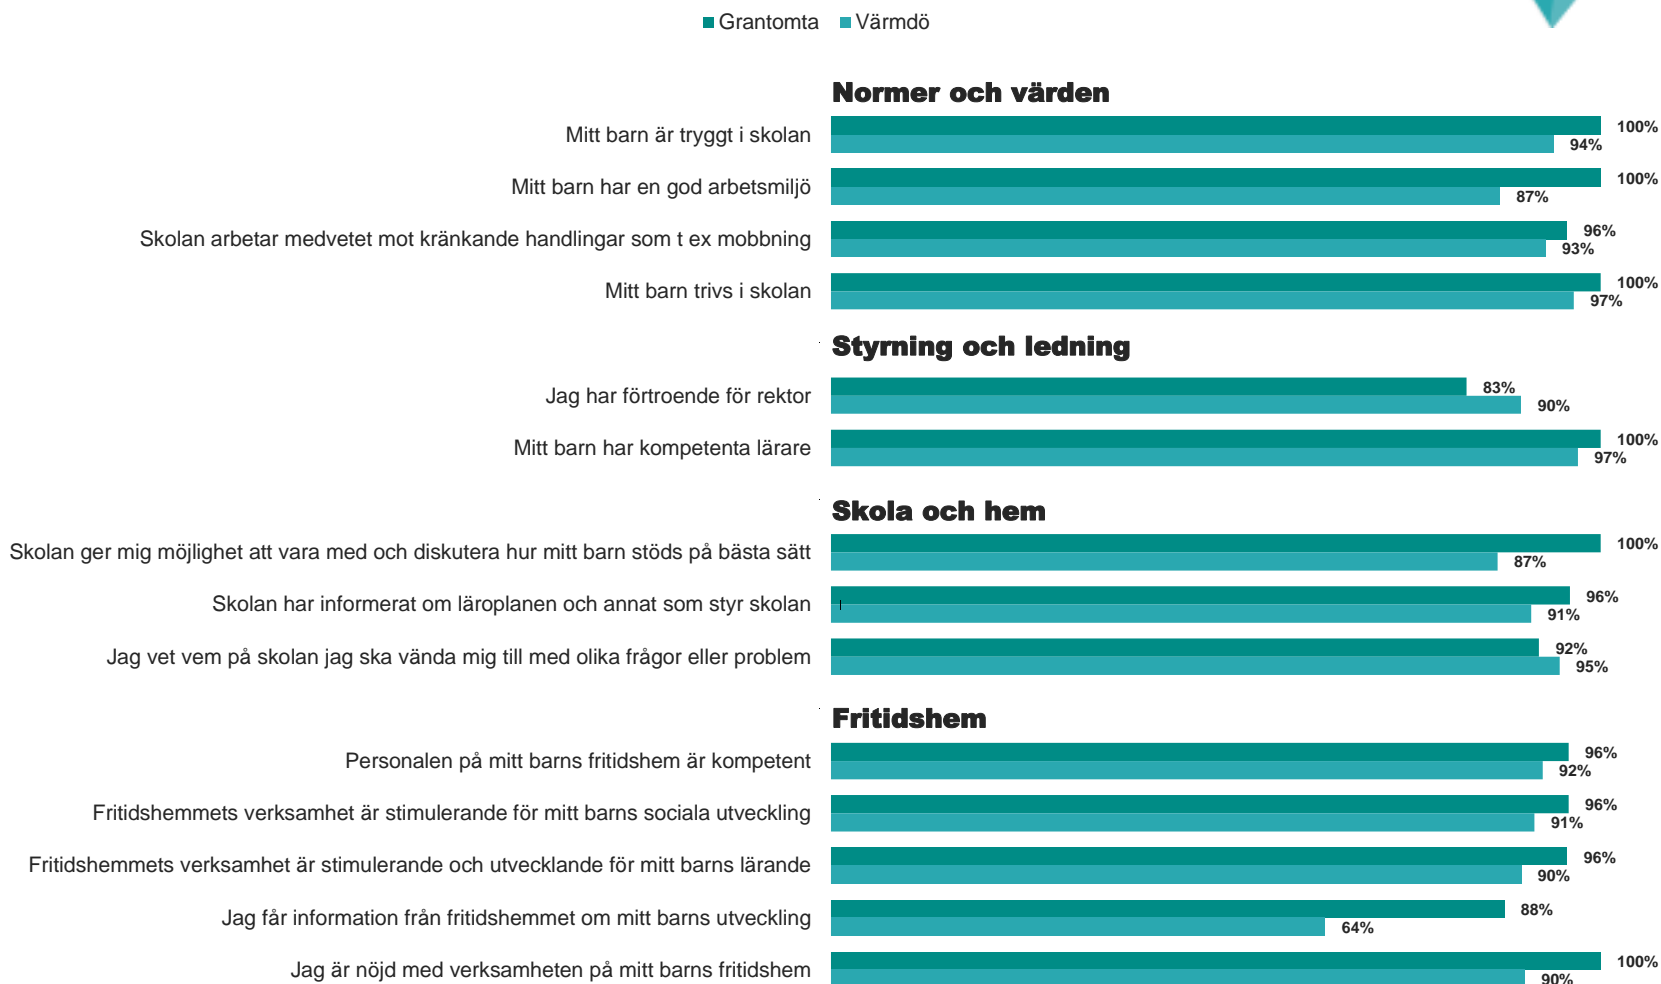 Grantomta Värmdö
Normer och värden
Mitt barn är tryggt i skolan 100% 94%
Mitt barn har en god arbetsmiljö 100% 87%
Skolan arbetar medvetet mot kränkande handlingar som t ex mobbning 96% 93%
Mitt barn trivs i skolan 100% 97%
Styrning och ledning
Jag har förtroende för rektor 83% 90%
Mitt barn har kompetenta lärare 100% 97%
Skola och hem
Skolan ger mig möjlighet att vara med och diskutera hur mitt barn stöds på bästa sätt 100% 87%
Skolan har informerat om läroplanen och annat som styr skolan 96% 91%
Jag vet vem på skolan jag ska vända mig till med olika frågor eller problem 92% 95%
Fritidshem
Personalen på mitt barns fritidshem är kompetent 96% 92%
Fritidshemmets verksamhet är stimulerande för mitt barns sociala utveckling 96% 91%
Fritidshemmets verksamhet är stimulerande och utvecklande för mitt barns lärande 96% 90%
Jag får information från fritidshemmet om mitt barns utveckling 88% 64%
Jag är nöjd med verksamheten på mitt barns fritidshem 100% 90%